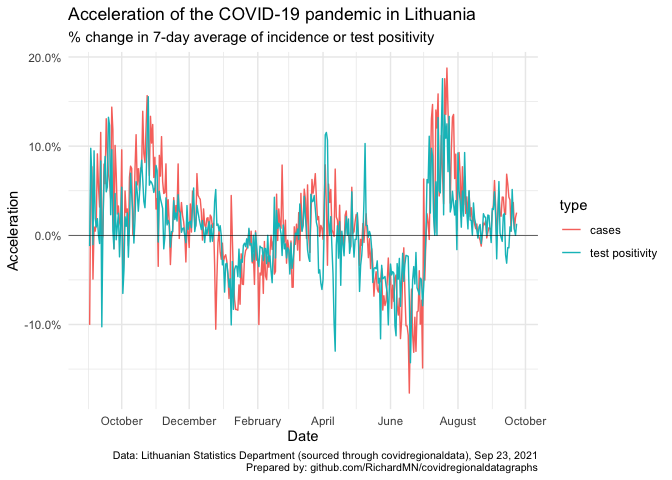 Acceleration of the COVID-19 pandemic in Lithuania
% change in 7-day average of incidence or test positivity
20.0%
10.0%
0.0%
-10.0%
Acceleration
October December February April June August October
Date
type
cases
test positivity
Data: Lithuanian Statistics Department (sourced through covidregionaldata), Sep 23, 2021
Prepared by: github.com/RichardMN/covidregionaldatagraphs